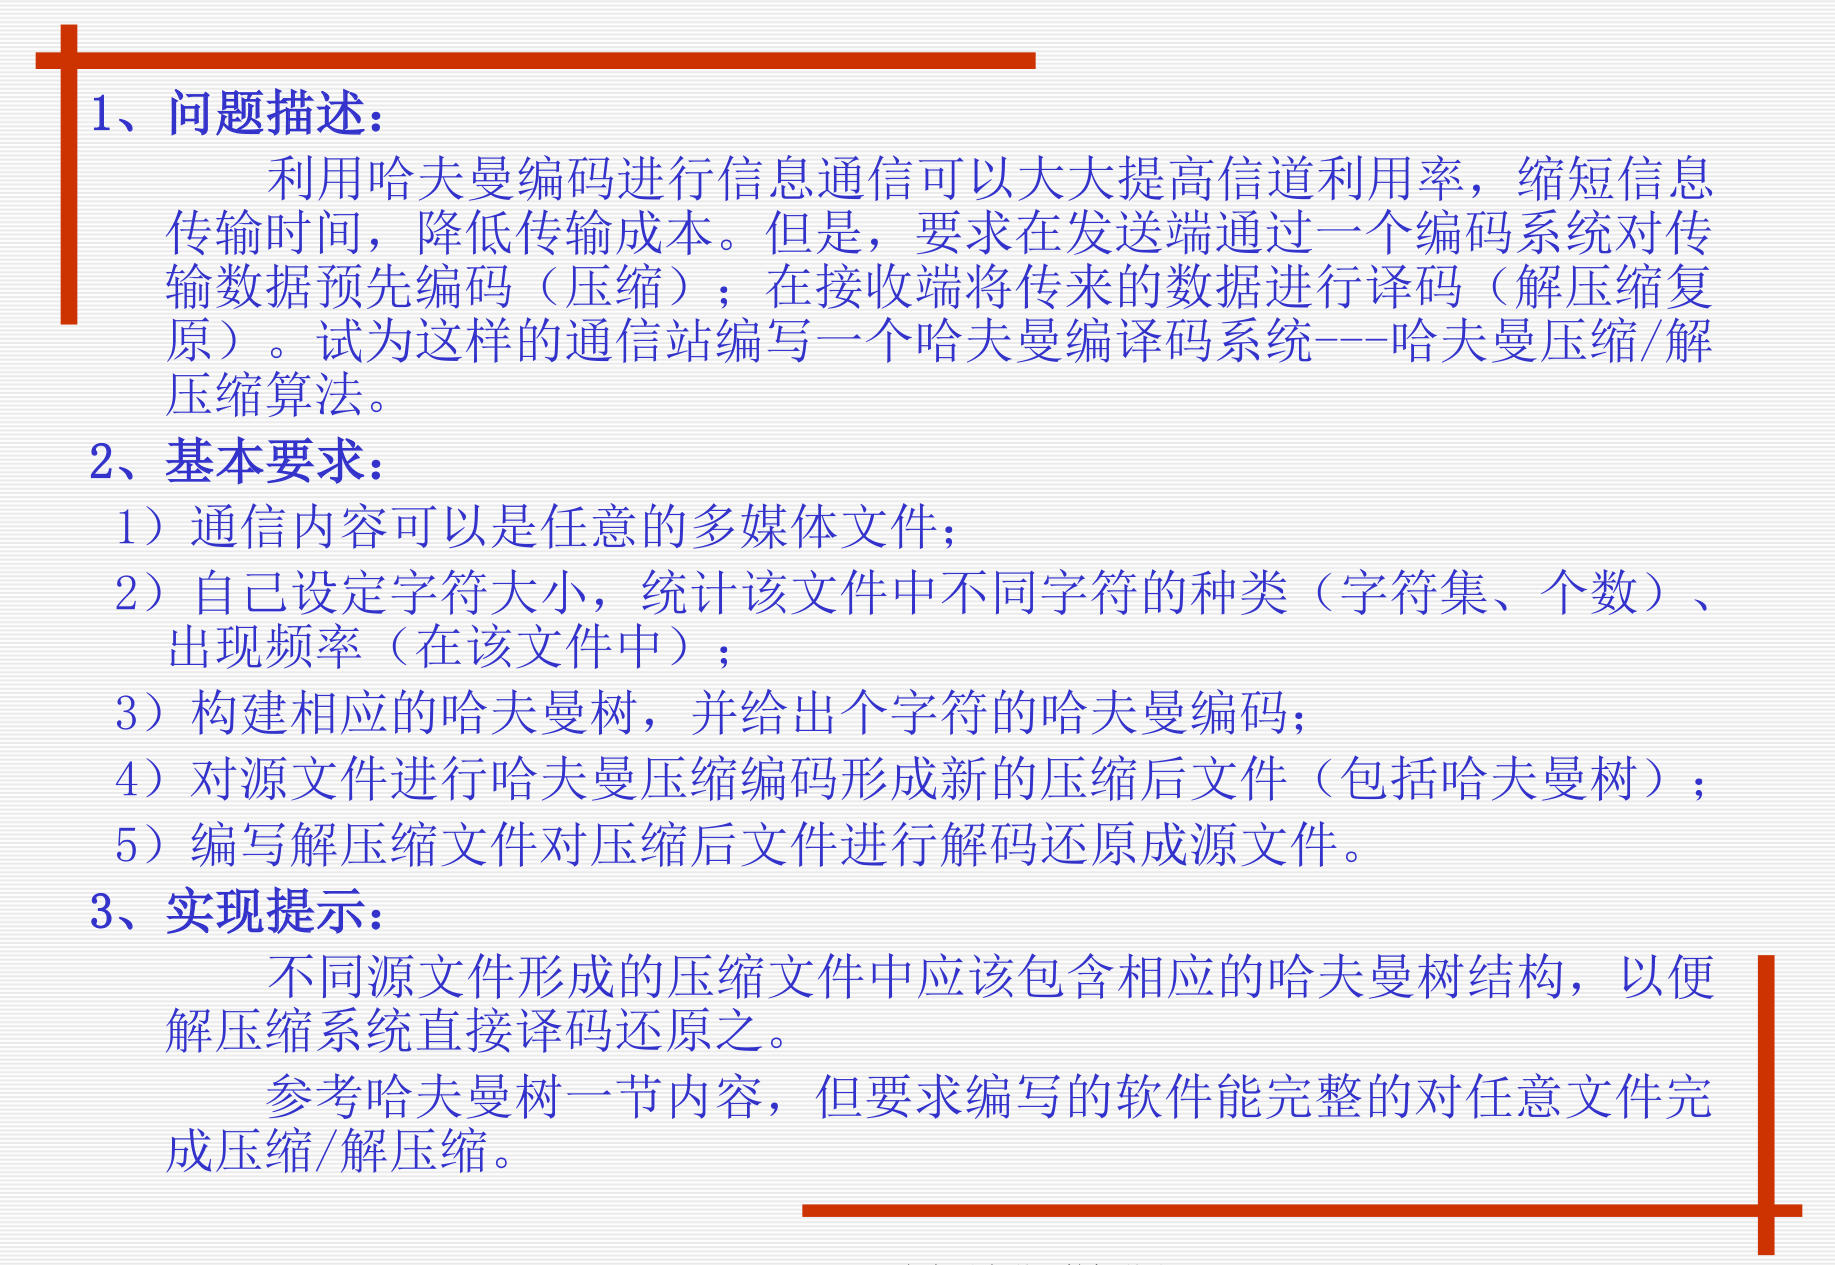 1、问题描述:
利用哈夫曼编码进行信息通信可以大大提高信道利用率，缩短信息
传输时间，降低传输成本。但是，要求在发送端通过一个编码系统对传
输数据预先编码（压缩）；在接收端将传来的数据进行译码（解压缩复
原）。试为这样的通信站编写一个哈夫曼编译码系统---哈夫曼压缩/解
压缩算法。
2、基本要求:
1）通信内容可以是任意的多媒体文件；
2）自己设定字符大小，统计该文件中不同字符的种类（字符集、个数）、
出现频率（在该文件中）；
3）构建相应的哈夫曼树，并给出个字符的哈夫曼编码；
4）对源文件进行哈夫曼压缩编码形成新的压缩后文件（包括哈夫曼树）；
5）编写解压缩文件对压缩后文件进行解码还原成源文件。
3、实现提示:
不同源文件形成的压缩文件中应该包含相应的哈夫曼树结构，以便
解压缩系统直接译码还原之。
参考哈夫曼树一节内容，但要求编写的软件能完整的对任意文件完
成压缩/解压缩。